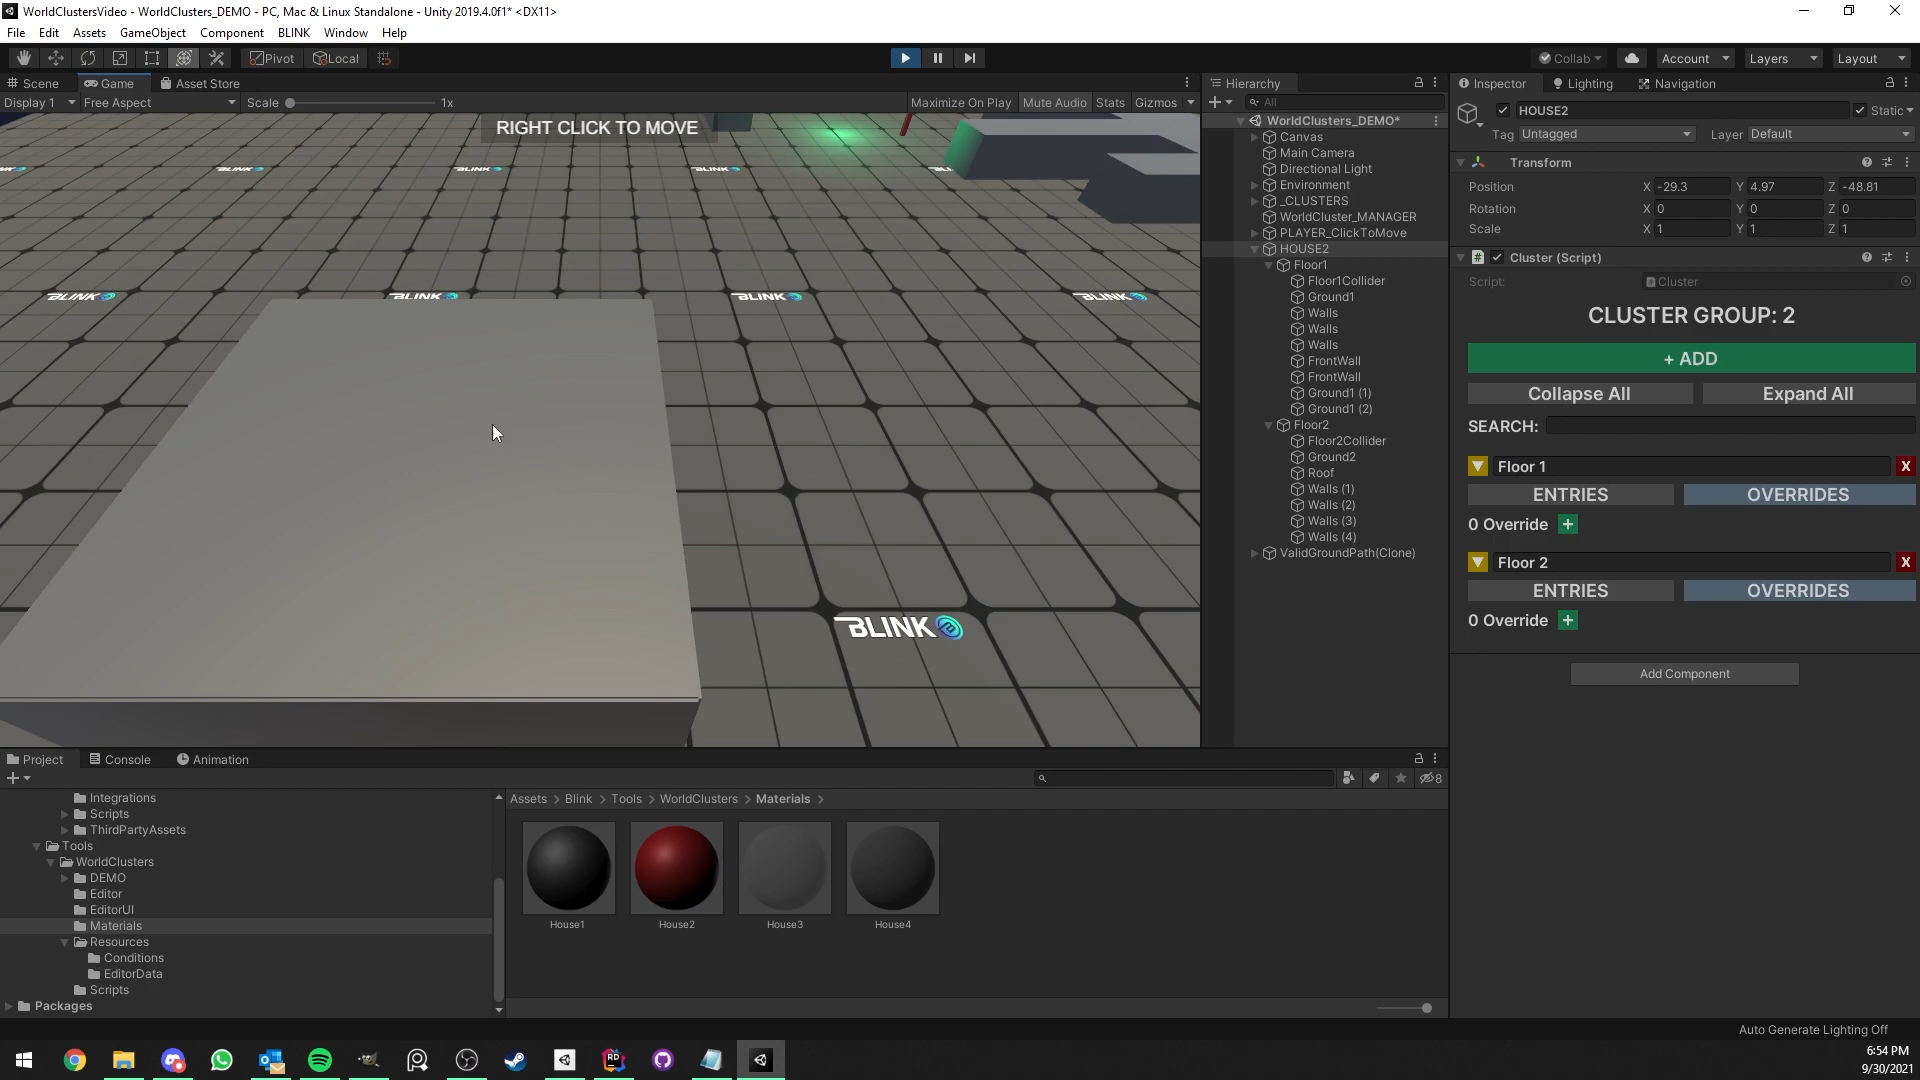 WorldClustersVideo - WorldClusters_DEMO - PC, Mac & Linux Standalone - Unity 2019.4.0f1* <DX11>
File Edit Assets GameObject Component BLINK Window Help
Pivot Local
Collab Account Layers Layout
Scene Game Asset Store
Display 1 Free Aspect Scale 1x Maximize On Play Mute Audio Stats Gizmos
RIGHT CLICK TO MOVE
BLINK BLINK BLINK
BLINK BLINK BLINK BLINK
BLINK
Hierarchy
All
WorldClusters_DEMO*
Canvas
Main Camera
Directional Light
Environment
_CLUSTERS
WorldCluster_MANAGER
PLAYER_ClickToMove
HOUSE2
Floor1
Floor1Collider
Ground1
Walls
Walls
Walls
FrontWall
FrontWall
Ground1 (1)
Ground1 (2)
Floor2
Floor2Collider
Ground2
Roof
Walls (1)
Walls (2)
Walls (3)
Walls (4)
ValidGroundPath(Clone)
Inspector Lighting Navigation
HOUSE2 Static
Tag Untagged Layer Default
Transform
Position X -29.3 Y 4.97 Z -48.81
Rotation X 0 Y 0 Z 0
Scale X 1 Y 1 Z 1
Cluster (Script)
Script: Cluster
CLUSTER GROUP: 2
+ ADD
Collapse All Expand All
SEARCH:
Floor 1 X
ENTRIES OVERRIDES
0 Override +
Floor 2 X
ENTRIES OVERRIDES
0 Override +
Add Component
Project Console Animation
8
Integrations
Scripts
ThirdPartyAssets
Tools
WorldClusters
DEMO
Editor
EditorUI
Materials
Resources
Conditions
EditorData
Scripts
Packages
Assets > Blink > Tools > WorldClusters > Materials >
House1 House2 House3 House4
Auto Generate Lighting Off
RD
6:54 PM
9/30/2021